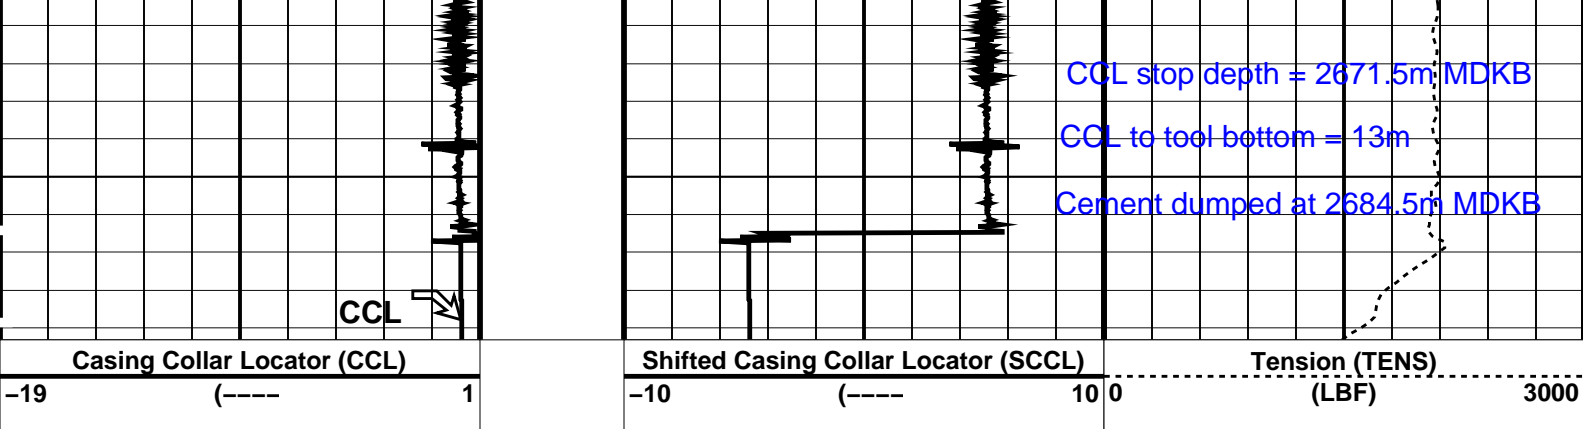 CCL stop depth = 2671.5m MDKB
CCL to tool bottom = 13m
Cement dumped at 2684.5m MDKB
CCL
Casing Collar Locator (CCL)
−19 (−−−− 1
Shifted Casing Collar Locator (SCCL)
−10 (−−−− 10
Tension (TENS)
0 (LBF) 3000